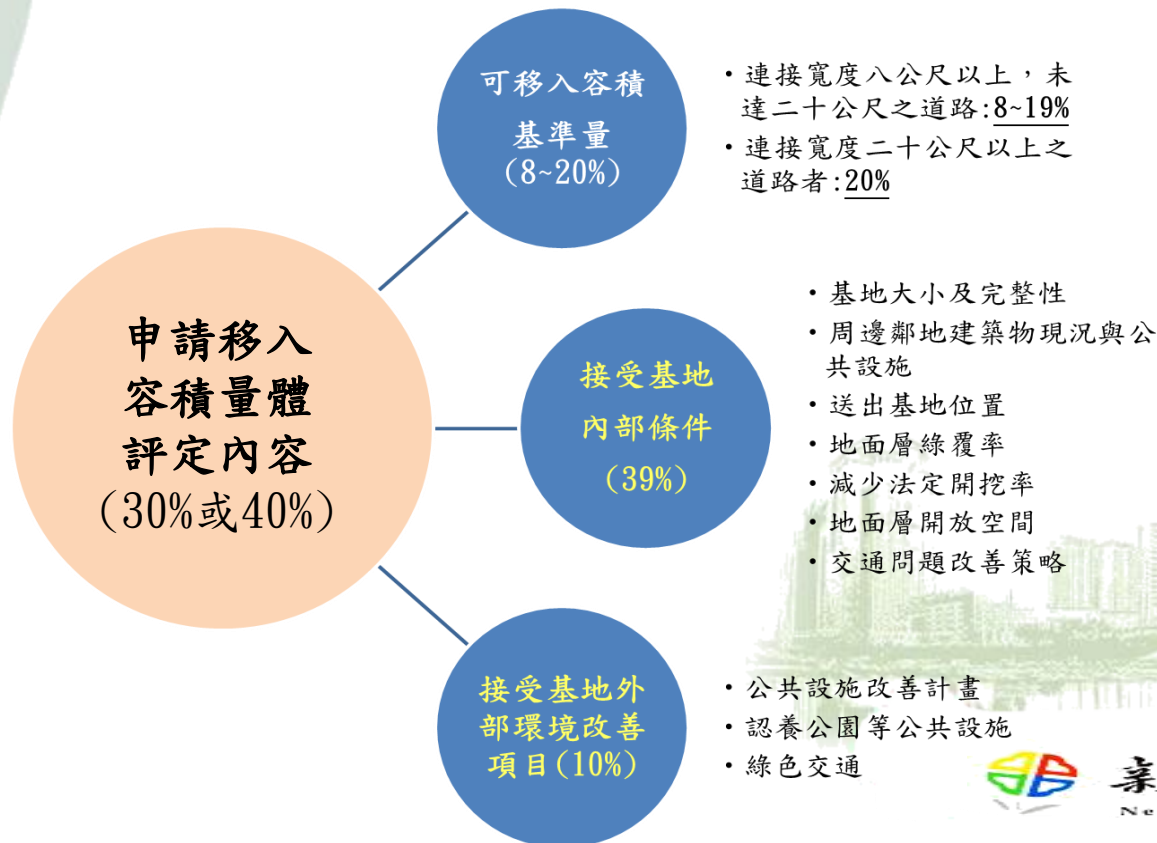 可移入容積
基準量
(8~20%)
・連接寬度八公尺以上，未
達二十公尺之道路:8~19%
・連接寬度二十公尺以上之
道路者:20%
申請移入
容積量體
評定內容
(30%或40%)
接受基地
內部條件
(39%)
・基地大小及完整性
・周邊鄰地建築物現況與公
共設施
・送出基地位置
・地面層綠覆率
・減少法定開挖率
・地面層開放空間
・交通問題改善策略
接受基地外
部環境改善
項目(10%)
・公共設施改善計畫
・認養公園等公共設施
・綠色交通
Ne